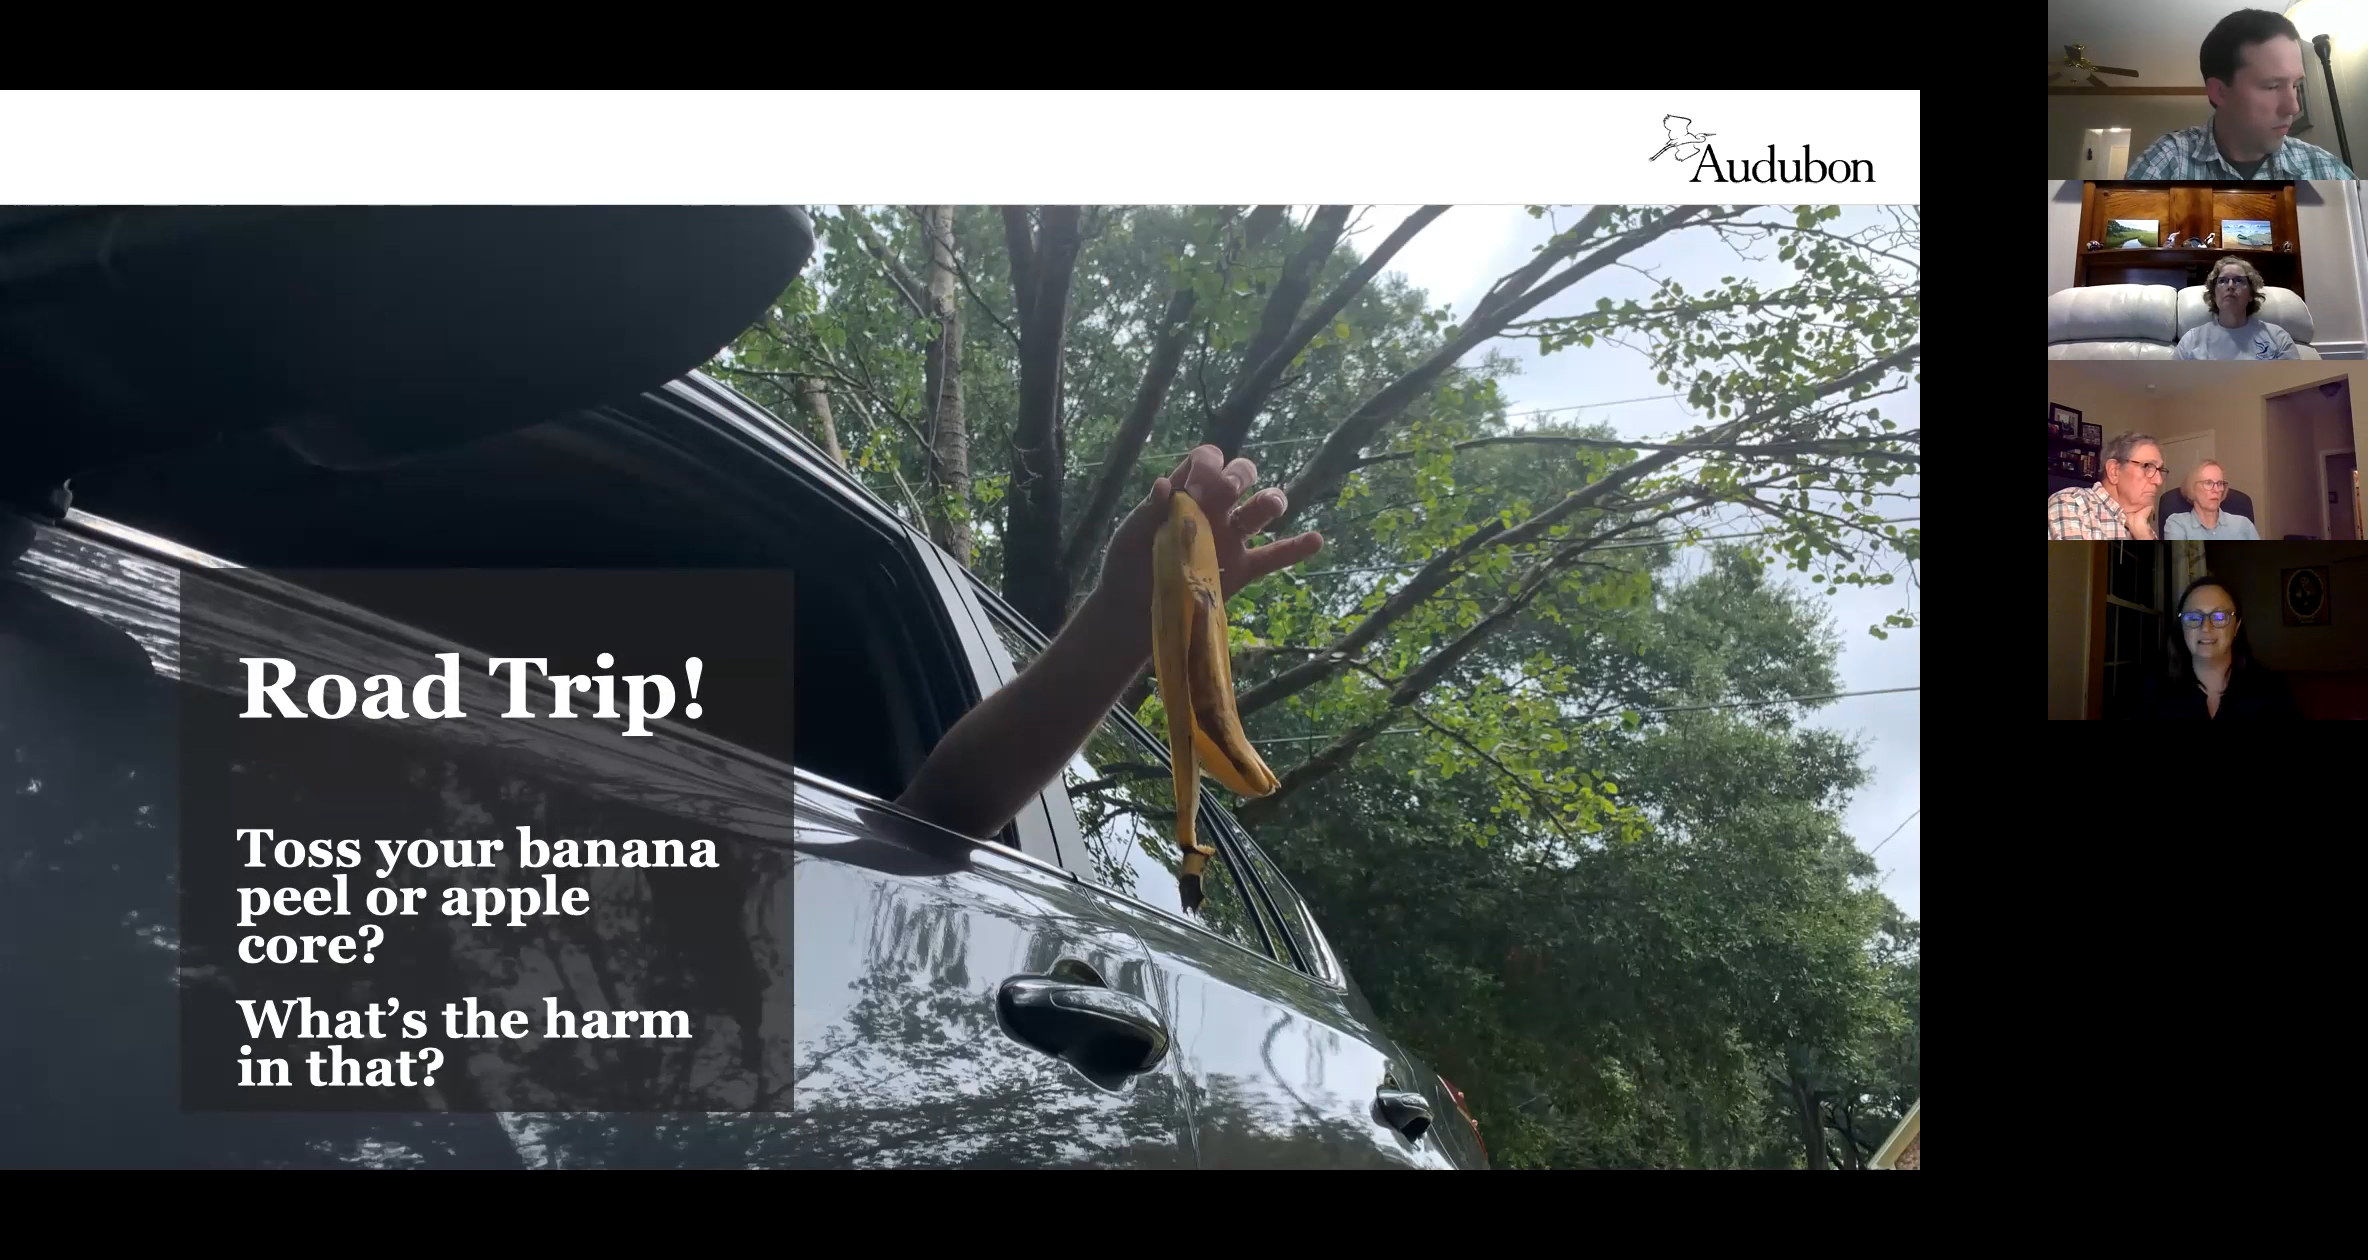 Audubon
Road Trip!
Toss your banana
peel or apple
core?
What's the harm
in that?